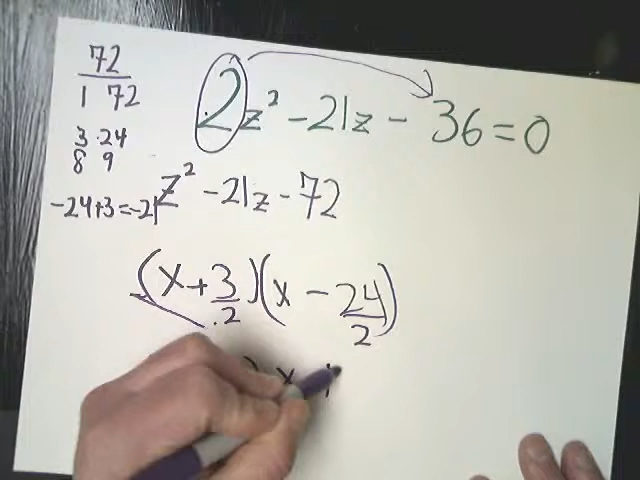 72
1 72
3 · 24
8 9
-24+3=-21
2z² - 21z - 36 = 0
z² - 21z - 72
(x + 3/2)(x - 24/2)
2x +